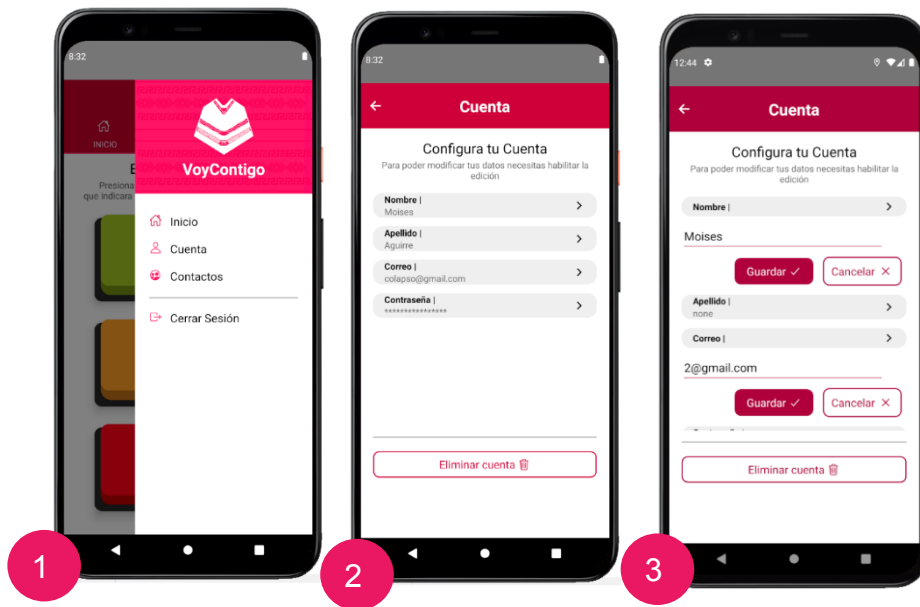 8:32
INICIO
E
Presiona
que indicara
VoyContigo
Inicio
Cuenta
Contactos
Cerrar Sesión
1
8:32
Cuenta
Configura tu Cuenta
Para poder modificar tus datos necesitas habilitar la
edición
Nombre |
Moises
Apellido |
Aguirre
Correo |
colapso@gmail.com
Contraseña |
****************
Eliminar cuenta
2
12:44
Cuenta
Configura tu Cuenta
Para poder modificar tus datos necesitas habilitar la
edición
Nombre |
Moises
Guardar ✓ Cancelar ×
Apellido |
none
Correo |
2@gmail.com
Guardar ✓ Cancelar ×
Eliminar cuenta
3